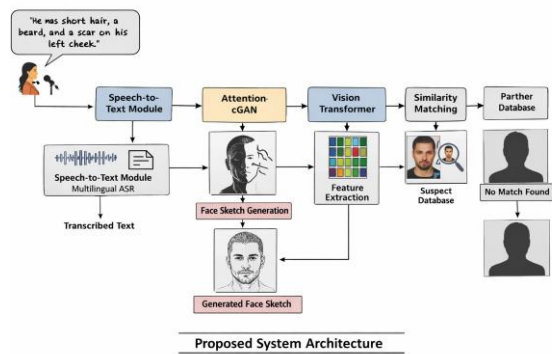 "He mas short hair, a
beard, and a scar on his
left cheek."
Speech-to-
Text Module
Attention-
cGAN
Vision
Transformer
Similarity
Matching
Parther
Database
Speech-to-Text Module
Multilingual ASR
Transcribed Text
Face Sketch Generation
Generated Face Sketch
Feature
Extraction
Suspect
Database
No Match Found
Proposed System Architecture